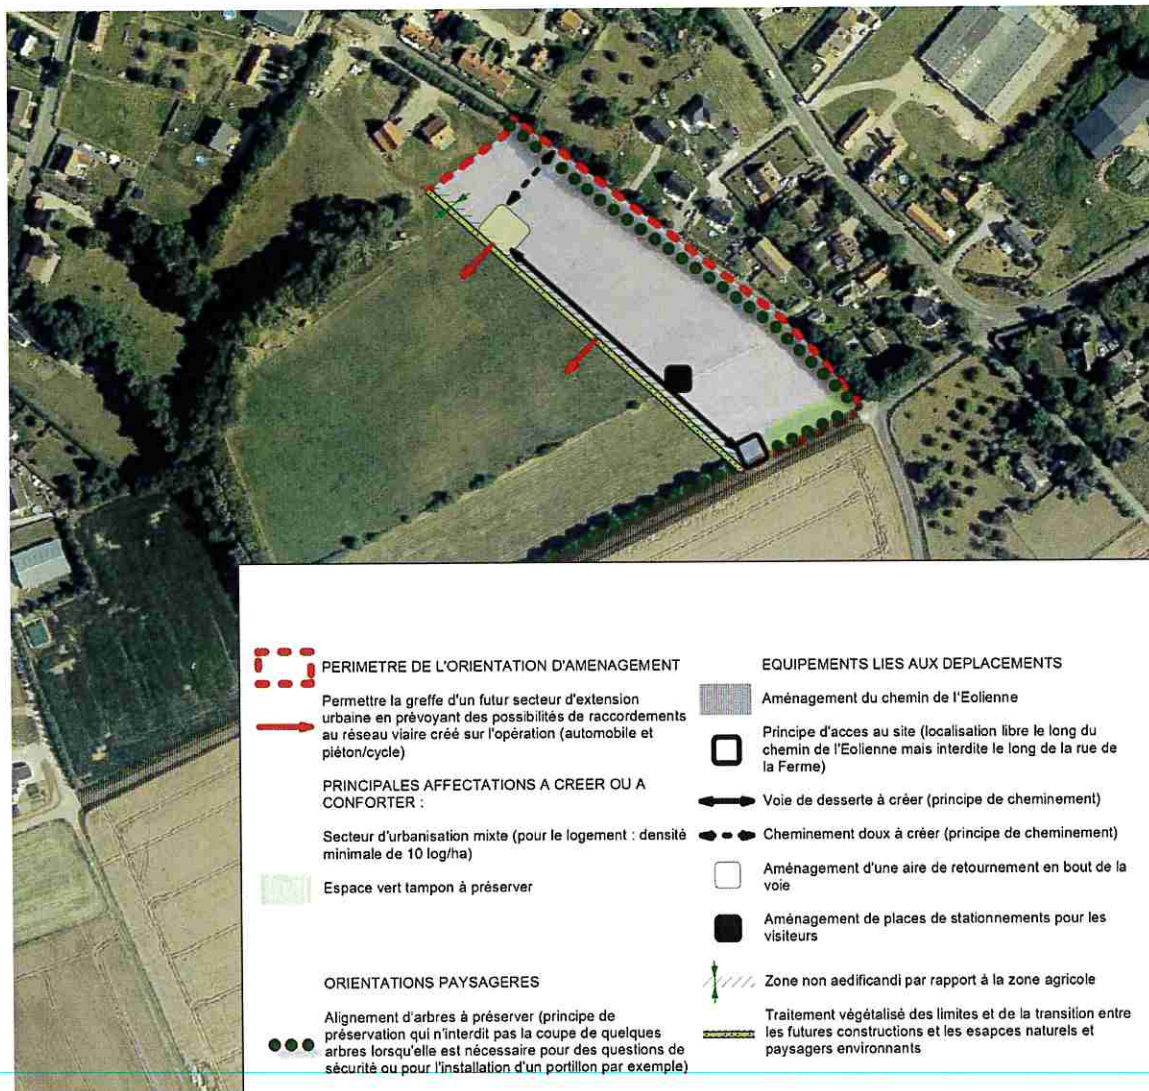 PERIMETRE DE L'ORIENTATION D'AMENAGEMENT
Permettre la greffe d'un futur secteur d'extension
urbaine en prévoyant des possibilités de raccordements
au réseau viaire créé sur l'opération (automobile et
piéton/cycle)
PRINCIPALES AFFECTATIONS A CREER OU A
CONFORTER :
Secteur d'urbanisation mixte (pour le logement : densité
minimale de 10 log/ha)
Espace vert tampon à préserver
ORIENTATIONS PAYSAGERES
Alignement d'arbres à préserver (principe de
préservation qui n'interdit pas la coupe de quelques
arbres lorsqu'elle est nécessaire pour des questions de
sécurité ou pour l'installation d'un portillon par exemple)
EQUIPEMENTS LIES AUX DEPLACEMENTS
Aménagement du chemin de l'Eolienne
Principe d'acces au site (localisation libre le long du
chemin de l'Eolienne mais interdite le long de la rue de
la Ferme)
Voie de desserte à créer (principe de cheminement)
Cheminement doux à créer (principe de cheminement)
Aménagement d'une aire de retournement en bout de la
voie
Aménagement de places de stationnements pour les
visiteurs
Zone non aedificandi par rapport à la zone agricole
Traitement végétalisé des limites et de la transition entre
les futures constructions et les esapces naturels et
paysagers environnants